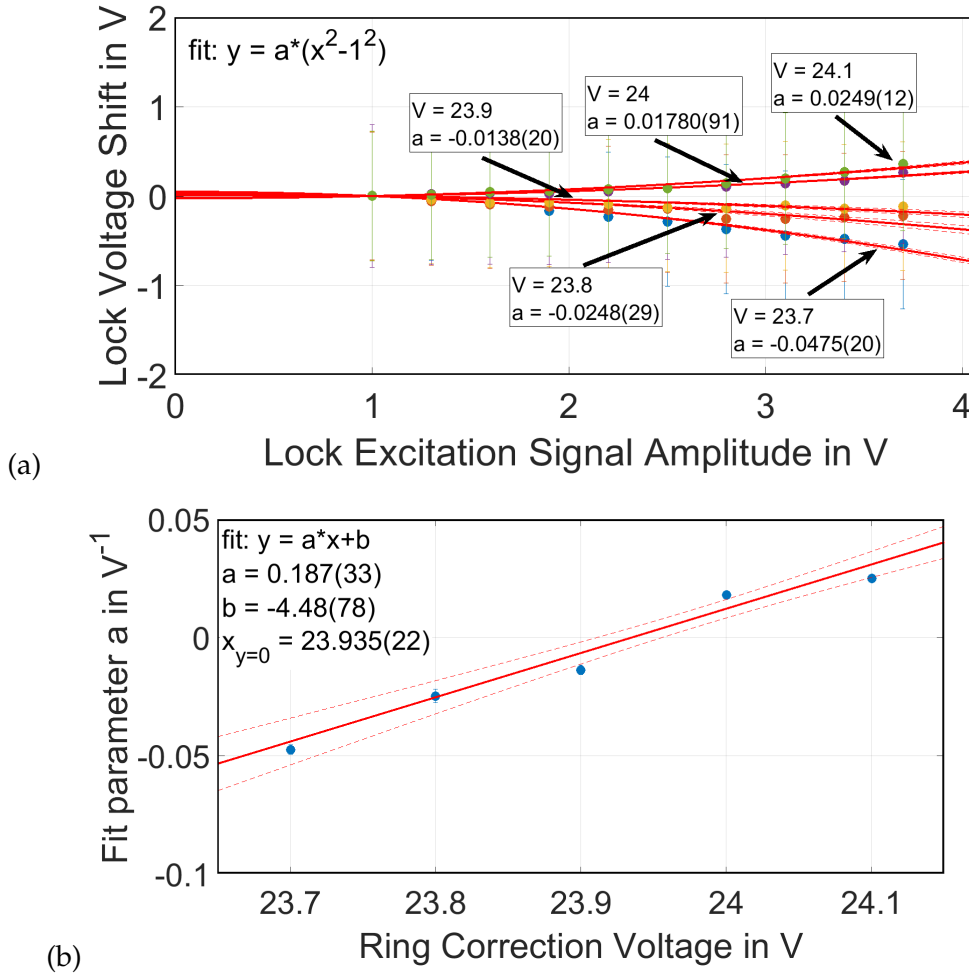 2
1
0
-1
-2
Lock Voltage Shift in V
fit: y = a*(x²-1²)
V = 23.9
a = -0.0138(20)
V = 24
a = 0.01780(91)
V = 24.1
a = 0.0249(12)
V = 23.8
a = -0.0248(29)
V = 23.7
a = -0.0475(20)
0 1 2 3 4
Lock Excitation Signal Amplitude in V
(a)
0.05
0
-0.05
-0.1
Fit parameter a in V⁻¹
fit: y = a*x+b
a = 0.187(33)
b = -4.48(78)
x_{y=0} = 23.935(22)
23.7 23.8 23.9 24 24.1
Ring Correction Voltage in V
(b)